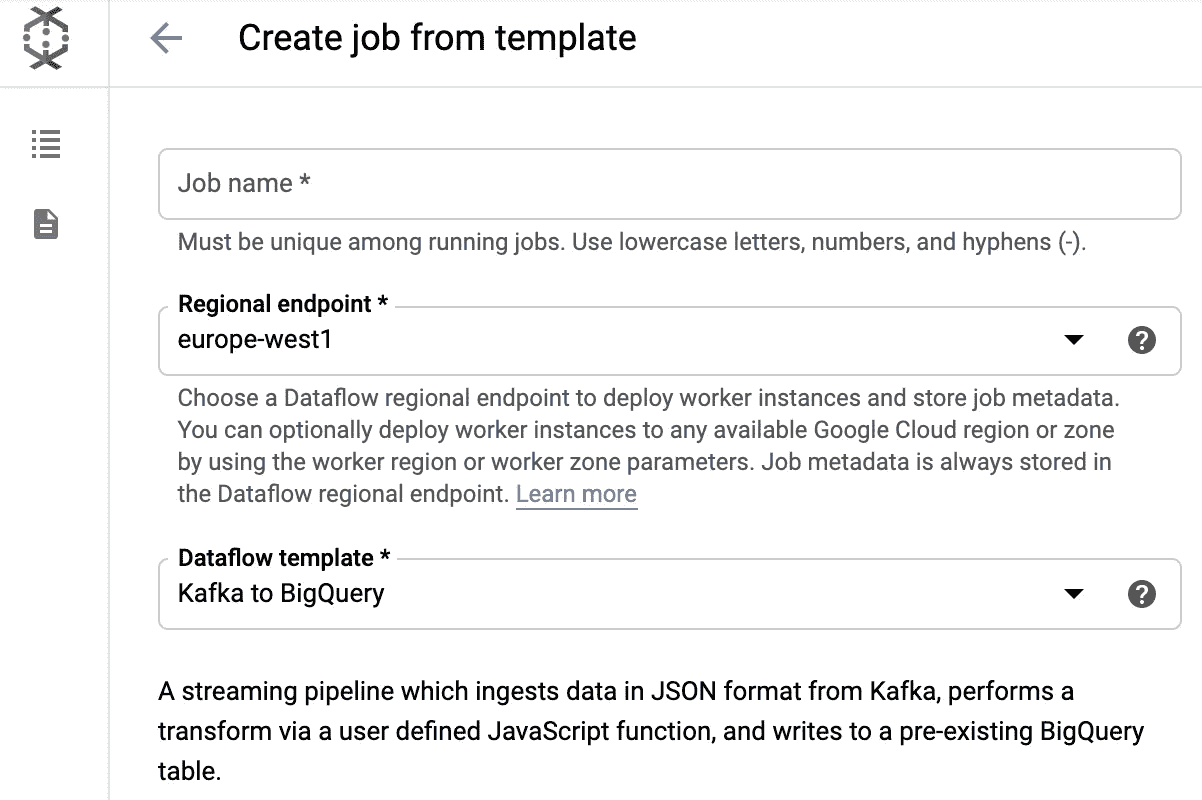 Create job from template
Job name *
Must be unique among running jobs. Use lowercase letters, numbers, and hyphens (-).
Regional endpoint *
europe-west1
Choose a Dataflow regional endpoint to deploy worker instances and store job metadata.
You can optionally deploy worker instances to any available Google Cloud region or zone
by using the worker region or worker zone parameters. Job metadata is always stored in
the Dataflow regional endpoint. Learn more
Dataflow template *
Kafka to BigQuery
A streaming pipeline which ingests data in JSON format from Kafka, performs a
transform via a user defined JavaScript function, and writes to a pre-existing BigQuery
table.